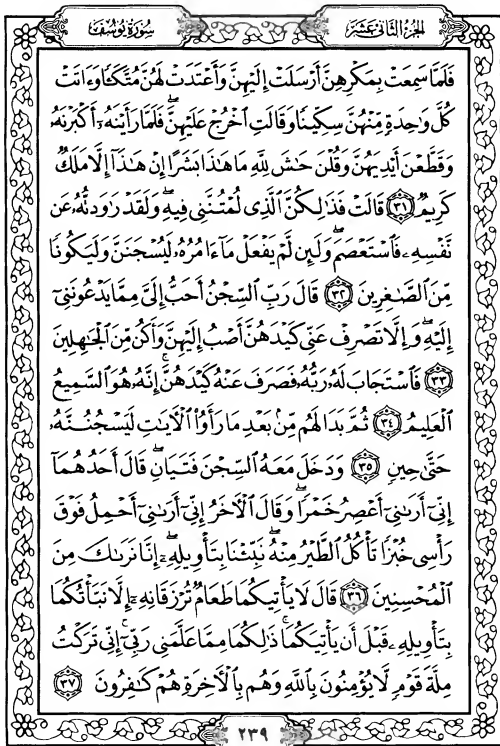 الجزء الثاني عشر
سورة يوسف
فَلَمَّا سَمِعَتْ بِمَكْرِهِنَّ أَرْسَلَتْ إِلَيْهِنَّ وَأَعْتَدَتْ لَهُنَّ مُتَّكَـًٔا وَءَاتَتْ
كُلَّ وَٰحِدَةٍ مِّنْهُنَّ سِكِّينًا وَقَالَتِ ٱخْرُجْ عَلَيْهِنَّ ۖ فَلَمَّا رَأَيْنَهُۥٓ أَكْبَرْنَهُۥ
وَقَطَّعْنَ أَيْدِيَهُنَّ وَقُلْنَ حَٰشَ لِلَّهِ مَا هَٰذَا بَشَرًا إِنْ هَٰذَآ إِلَّا مَلَكٌ
كَرِيمٌ ٣١ قَالَتْ فَذَٰلِكُنَّ ٱلَّذِى لُمْتُنَّنِى فِيهِ ۖ وَلَقَدْ رَٰوَدتُّهُۥ عَن
نَّفْسِهِۦ فَٱسْتَعْصَمَ ۖ وَلَئِن لَّمْ يَفْعَلْ مَآ ءَامُرُهُۥ لَيُسْجَنَنَّ وَلَيَكُونًا
مِّنَ ٱلصَّٰغِرِينَ ٣٢ قَالَ رَبِّ ٱلسِّجْنُ أَحَبُّ إِلَىَّ مِمَّا يَدْعُونَنِىٓ
إِلَيْهِ ۖ وَإِلَّا تَصْرِفْ عَنِّى كَيْدَهُنَّ أَصْبُ إِلَيْهِنَّ وَأَكُن مِّنَ ٱلْجَٰهِلِينَ
٣٣ فَٱسْتَجَابَ لَهُۥ رَبُّهُۥ فَصَرَفَ عَنْهُ كَيْدَهُنَّ ۚ إِنَّهُۥ هُوَ ٱلسَّمِيعُ
ٱلْعَلِيمُ ٣٤ ثُمَّ بَدَا لَهُم مِّنۢ بَعْدِ مَا رَأَوُا۟ ٱلْـَٔايَٰتِ لَيَسْجُنُنَّهُۥ
حَتَّىٰ حِينٍ ٣٥ وَدَخَلَ مَعَهُ ٱلسِّجْنَ فَتَيَانِ ۖ قَالَ أَحَدُهُمَآ
إِنِّىٓ أَرَىٰنِىٓ أَعْصِرُ خَمْرًا ۖ وَقَالَ ٱلْـَٔاخَرُ إِنِّىٓ أَرَىٰنِىٓ أَحْمِلُ فَوْقَ
رَأْسِى خُبْزًا تَأْكُلُ ٱلطَّيْرُ مِنْهُ ۖ نَبِّئْنَا بِتَأْوِيلِهِۦٓ ۖ إِنَّا نَرَىٰكَ مِنَ
ٱلْمُحْسِنِينَ ٣٦ قَالَ لَا يَأْتِيكُمَا طَعَامٌ تُرْزَقَانِهِۦٓ إِلَّا نَبَّأْتُكُمَا
بِتَأْوِيلِهِۦ قَبْلَ أَن يَأْتِيَكُمَا ۚ ذَٰلِكُمَا مِمَّا عَلَّمَنِى رَبِّىٓ ۚ إِنِّى تَرَكْتُ
مِلَّةَ قَوْمٍ لَّا يُؤْمِنُونَ بِٱللَّهِ وَهُم بِٱلْـَٔاخِرَةِ هُمْ كَٰفِرُونَ ٣٧
٢٣٩